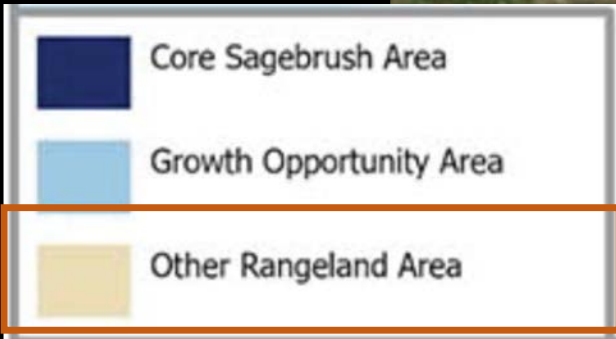 Core Sagebrush Area
Growth Opportunity Area
Other Rangeland Area